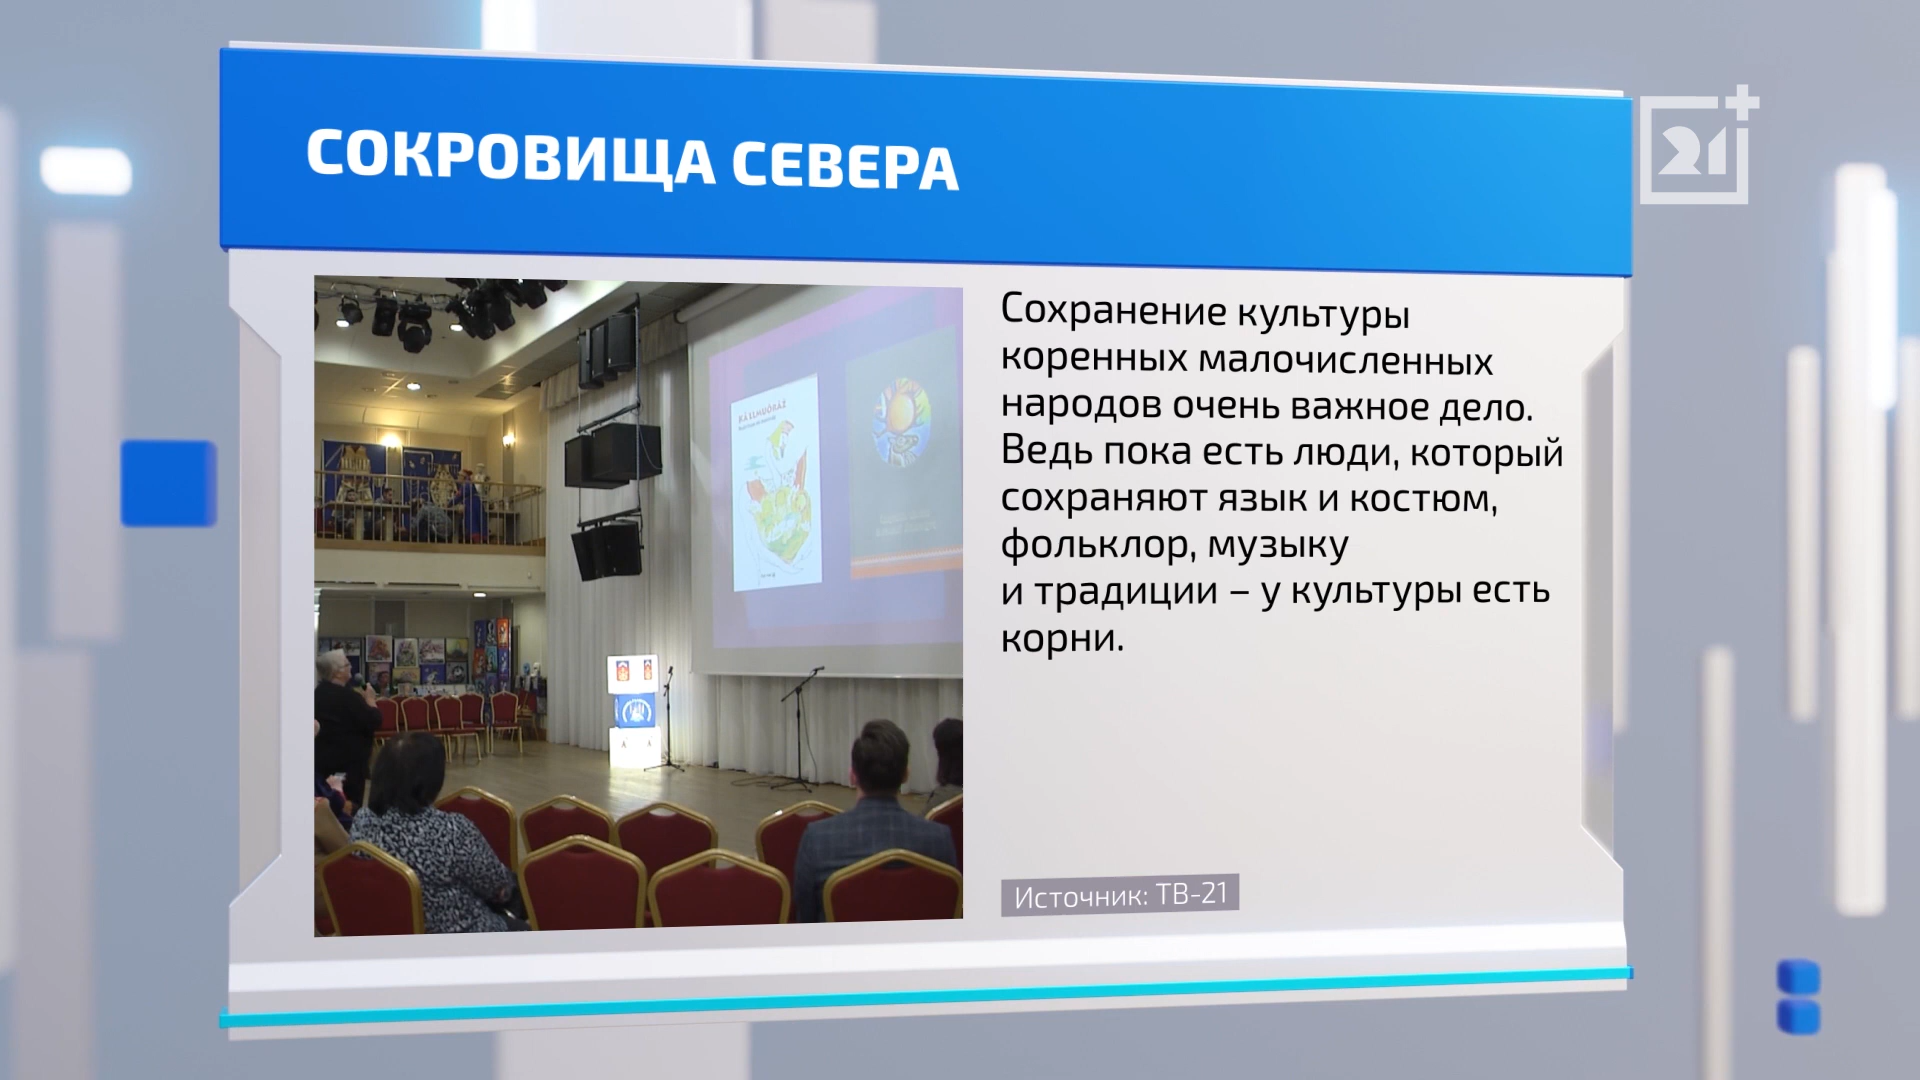 СОКРОВИЩА СЕВЕРА
21+
Сохранение культуры
коренных малочисленных
народов очень важное дело.
Ведь пока есть люди, который
сохраняют язык и костюм,
фольклор, музыку
и традиции – у культуры есть
корни.
Источник: ТВ-21